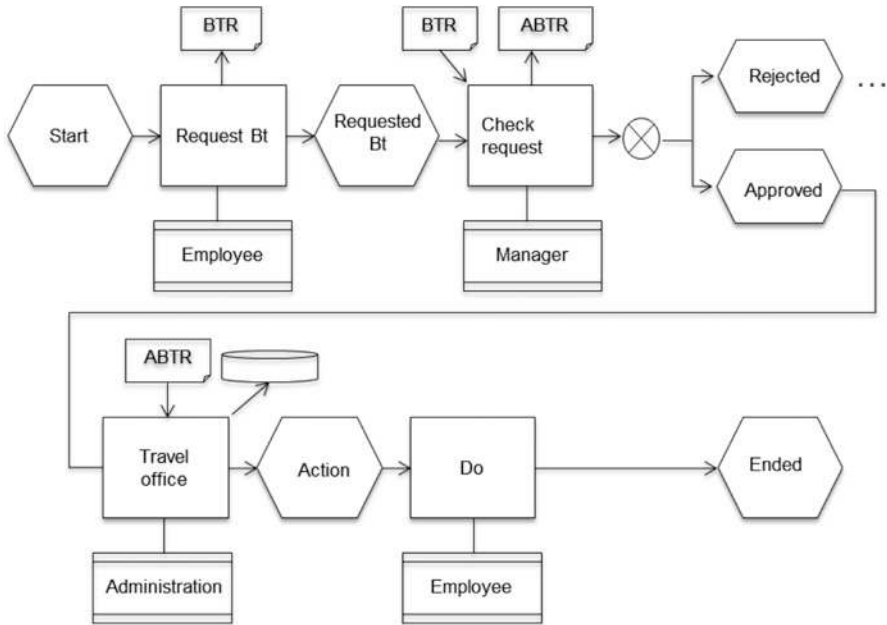 BTR
BTR
ABTR
Start
Request Bt
Requested
Bt
Check
request
Rejected
...
Approved
Employee
Manager
ABTR
Travel
office
Action
Do
Ended
Administration
Employee